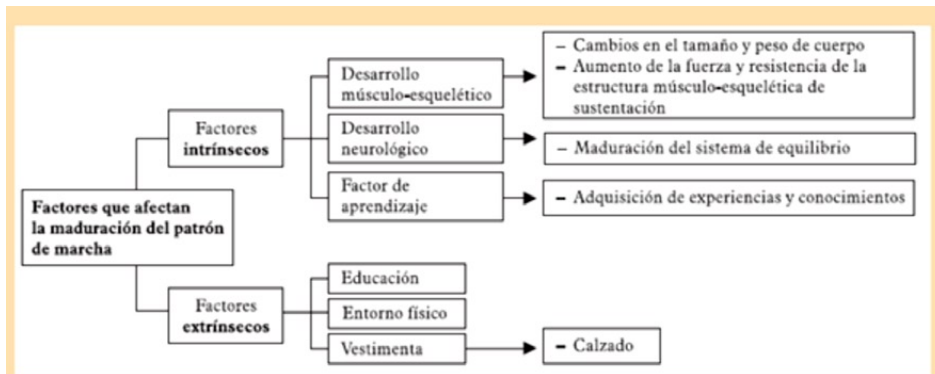 Factores que afectan
la maduración del patrón
de marcha
Factores
intrínsecos
Desarrollo
músculo-esquelético
– Cambios en el tamaño y peso de cuerpo
– Aumento de la fuerza y resistencia de la
estructura músculo-esquelética de
sustentación
Desarrollo
neurológico
– Maduración del sistema de equilibrio
Factor de
aprendizaje
– Adquisición de experiencias y conocimientos
Factores
extrínsecos
Educación
Entorno físico
Vestimenta
– Calzado